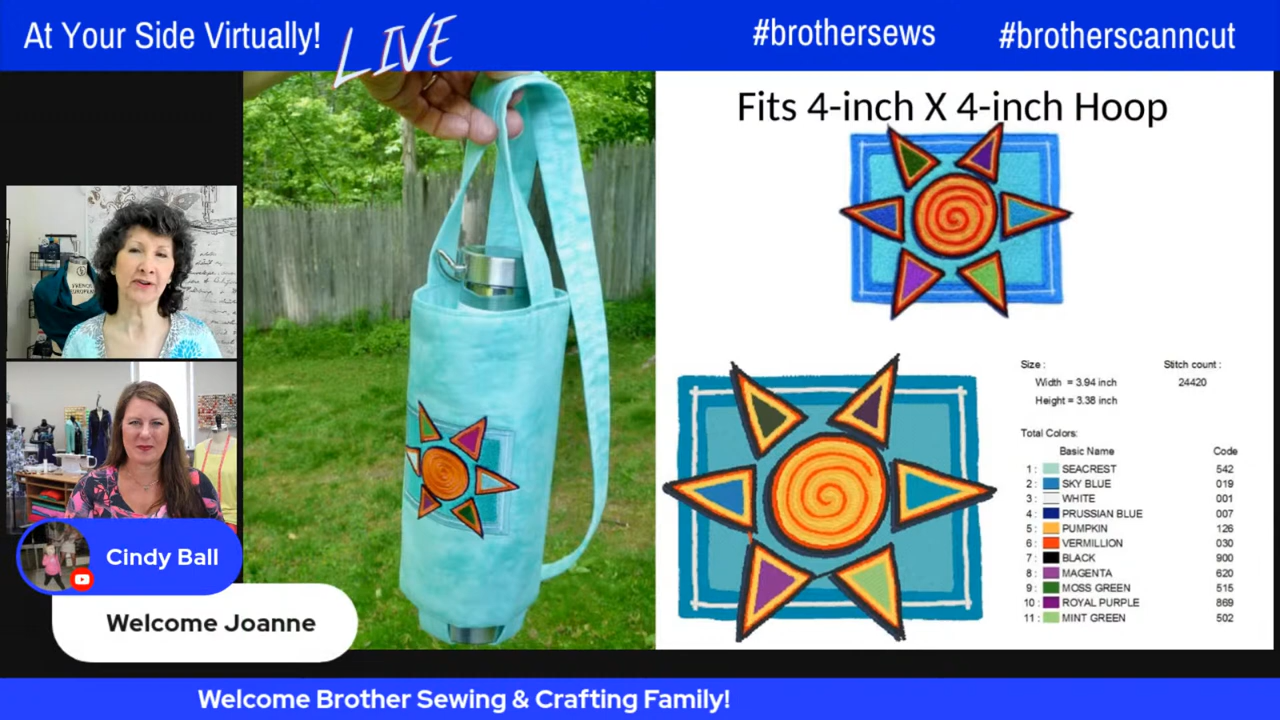 At Your Side Virtually!
LIVE
#brothersews
#brotherscanncut
Fits 4-inch X 4-inch Hoop
Size :
Width = 3.94 inch
Height = 3.38 inch
Stitch count :
24420
Total Colors:
Basic Name Code
1 : SEACREST 542
2 : SKY BLUE 019
3 : WHITE 001
4 : PRUSSIAN BLUE 007
5 : PUMPKIN 126
6 : VERMILLION 030
7 : BLACK 900
8 : MAGENTA 620
9 : MOSS GREEN 515
10 : ROYAL PURPLE 869
11 : MINT GREEN 502
Cindy Ball
Welcome Joanne
Welcome Brother Sewing & Crafting Family!